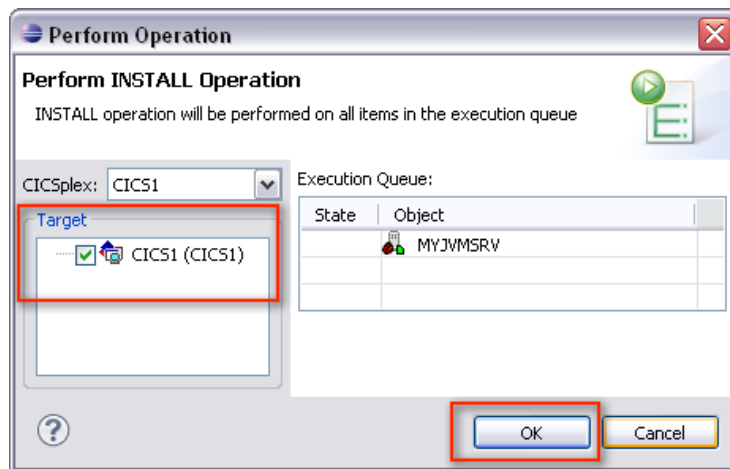 Perform Operation
Perform INSTALL Operation
INSTALL operation will be performed on all items in the execution queue
CICSplex: CICS1
Execution Queue:
Target
State Object
CICS1 (CICS1)
MYJVMSRV
OK Cancel